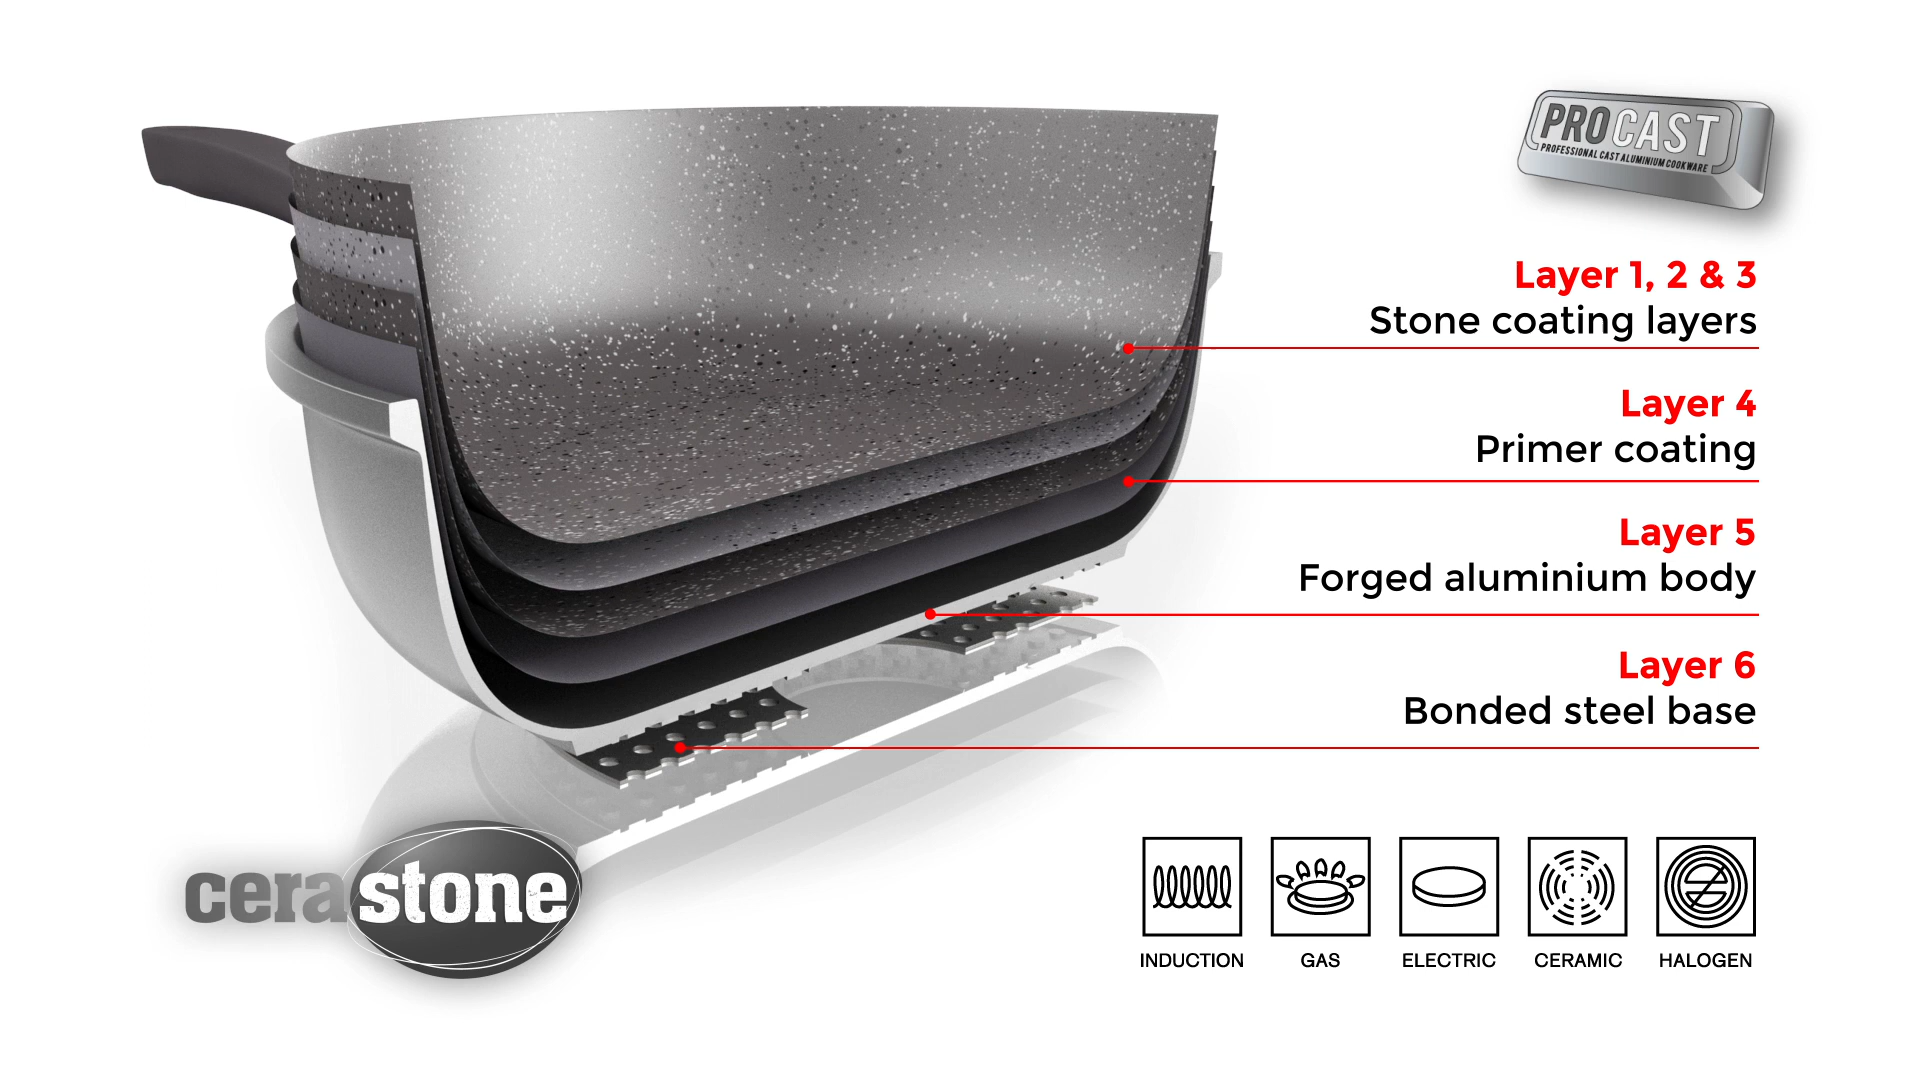 PROCAST
PROFESSIONAL CAST ALUMINIUM COOKWARE
Layer 1, 2 & 3
Stone coating layers
Layer 4
Primer coating
Layer 5
Forged aluminium body
Layer 6
Bonded steel base
cerastone
INDUCTION
GAS
ELECTRIC
CERAMIC
HALOGEN